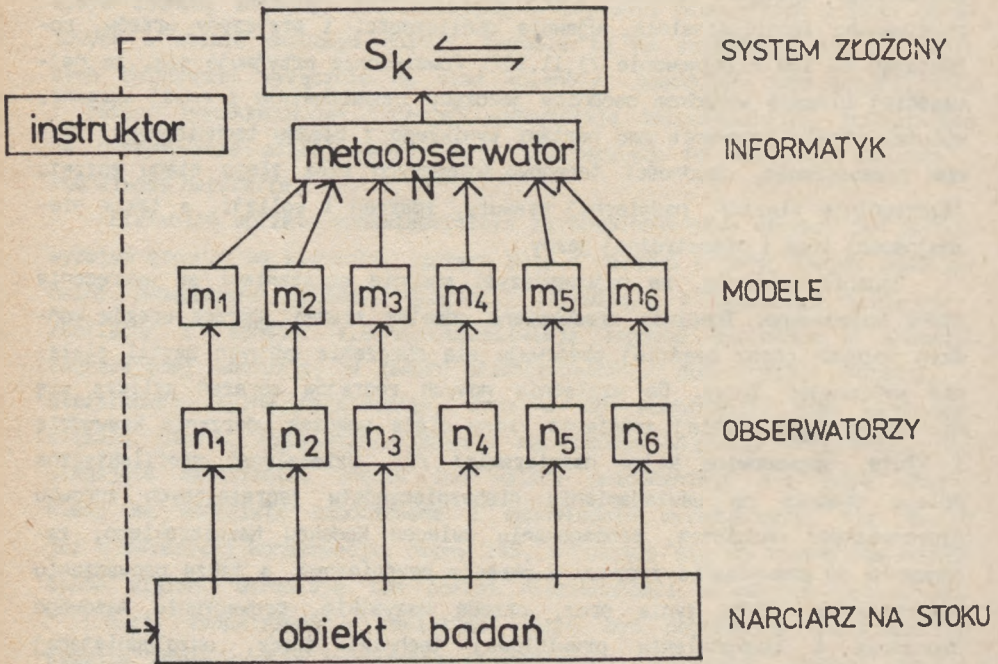 Sk SYSTEM ZŁOŻONY
instruktor
metaobserwator INFORMATYK
N
m1 m2 m3 m4 m5 m6 MODELE
n1 n2 n3 n4 n5 n6 OBSERWATORZY
obiekt badań NARCIARZ NA STOKU